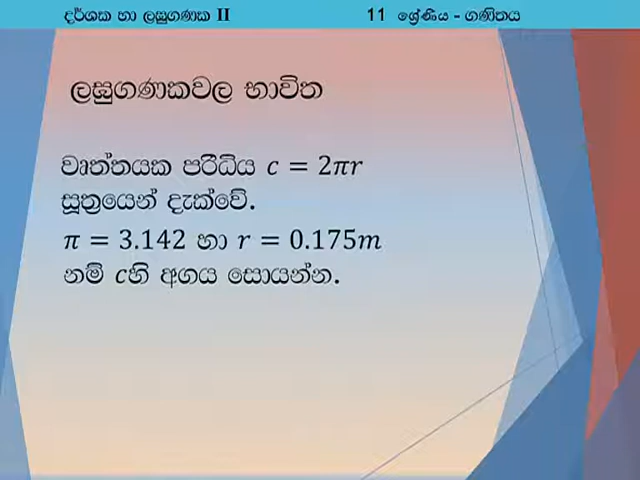 දර්ශක හා ලඝුගණක II 11 ශ්‍රේණිය - ගණිතය
ලඝුගණකවල භාවිත
වෘත්තයක පරිධිය c = 2πr
සූත්‍රයෙන් දැක්වේ.
π = 3.142 හා r = 0.175m
නම් cහි අගය සොයන්න.